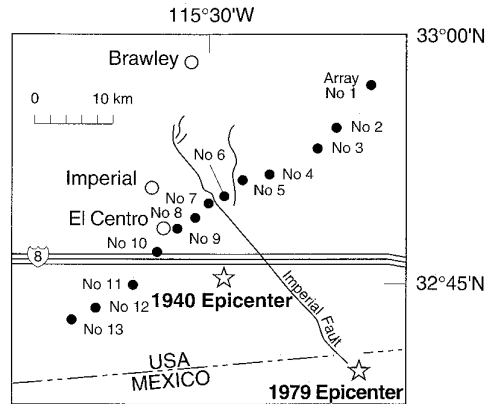 115°30'W
33°00'N
Brawley
Array
No 1
0 10 km
No 2
No 3
No 6
No 4
No 5
Imperial
No 7
El Centro
No 8
No 9
No 10
8
32°45'N
No 11
1940 Epicenter
Imperial Fault
No 12
No 13
USA
MEXICO
1979 Epicenter